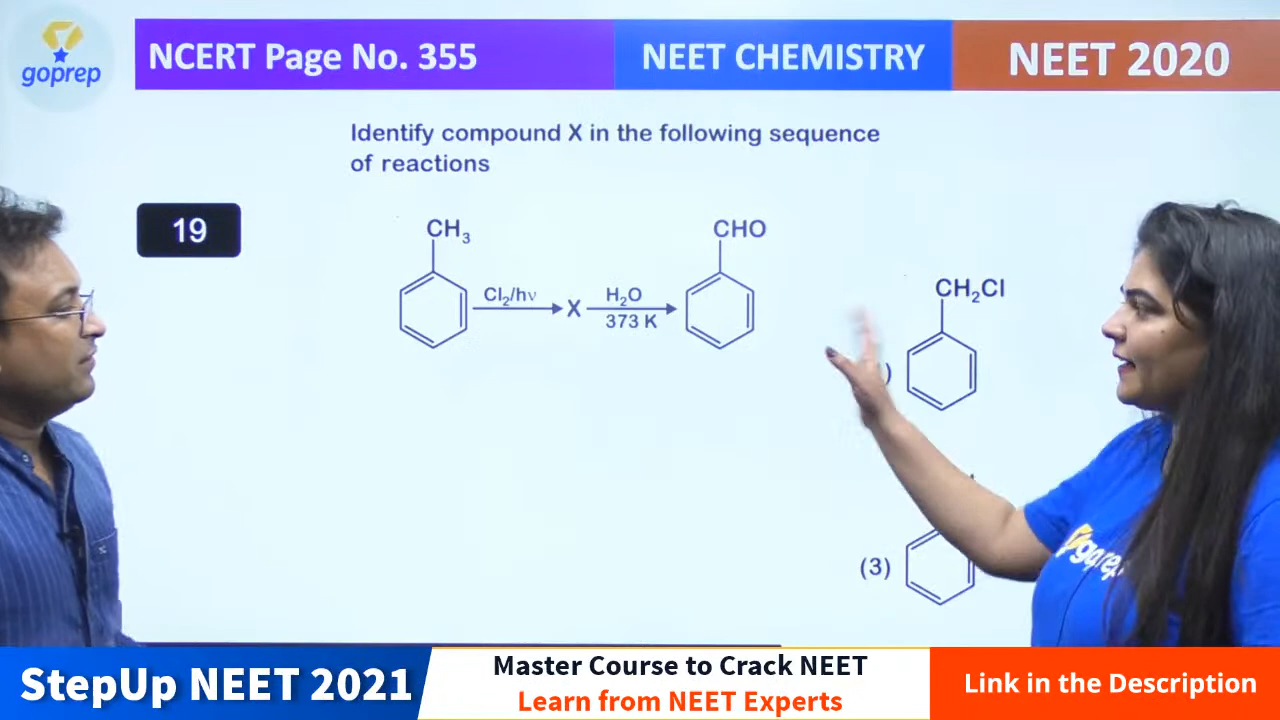 goprep
NCERT Page No. 355
NEET CHEMISTRY
NEET 2020
Identify compound X in the following sequence
of reactions
19
CH3
Cl2/hν
X
H2O
373 K
CHO
CH2Cl
)
(3)
StepUp NEET 2021
Master Course to Crack NEET
Learn from NEET Experts
Link in the Description